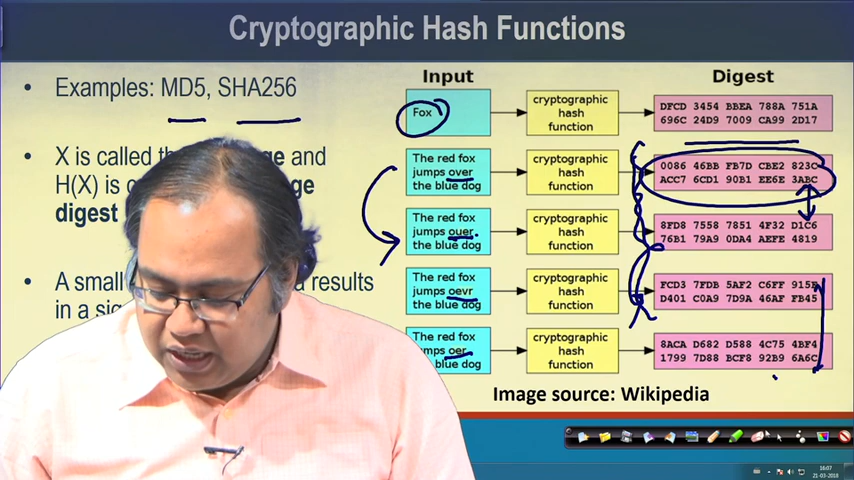 Cryptographic Hash Functions
• Examples: MD5, SHA256
• X is called and
H(X) is
digest
• A small results
in a
Input
Digest
Fox
cryptographic
hash
function
DFCD 3454 BBEA 788A 751A
696C 24D9 7009 CA99 2D17
The red fox
jumps over
the blue dog
cryptographic
hash
function
0086 46BB FB7D CBE2 823C
ACC7 6CD1 90B1 EE6E 3ABC
The red fox
jumps ouer
the blue dog
cryptographic
hash
function
8FD8 7558 7851 4F32 D1C6
76B1 79A9 0DA4 AEFE 4819
The red fox
jumps oevr
the blue dog
cryptographic
hash
function
FCD3 7FDB 5AF2 C6FF 915F
D401 C0A9 7D9A 46AF FB45
The red fox
jumps oer
the blue dog
cryptographic
hash
function
8ACA D682 D588 4C75 4BF4
1799 7D88 BCF8 92B9 6A6C
Image source: Wikipedia
16:07
21-03-2018